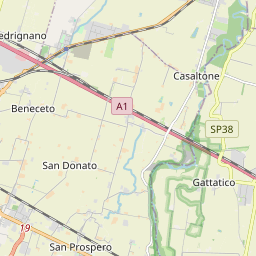 edrignano
Casaltone
Beneceto
A1
SP38
San Donato
Gattatico
19
San Prospero